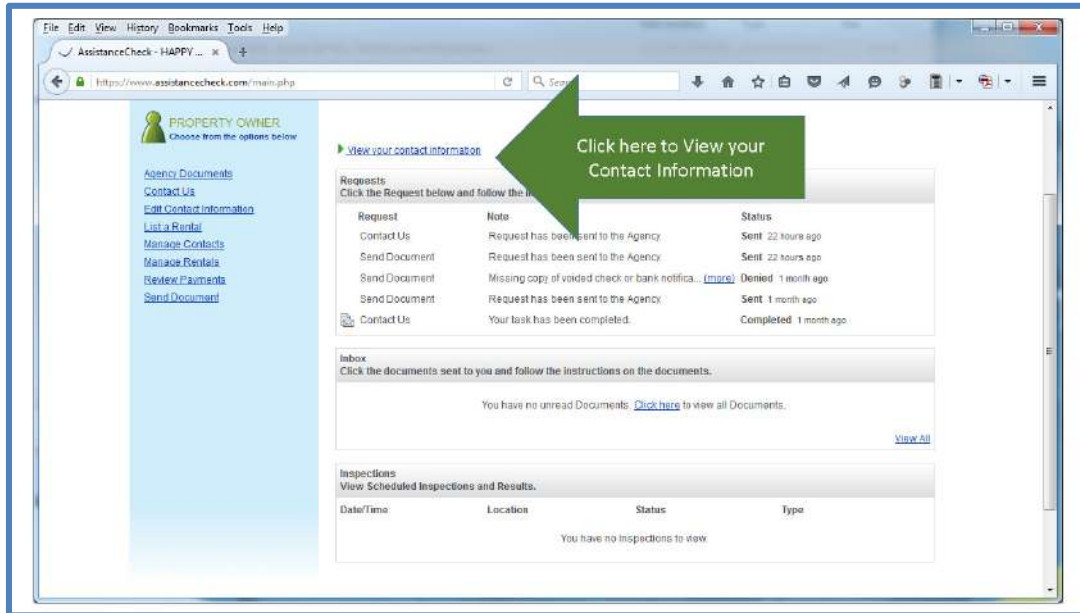 File Edit View History Bookmarks Tools Help
AssistanceCheck - HAPPY ... × +
https://www.assistancecheck.com/main.php
PROPERTY OWNER
Choose from the options below
Agency Documents
Contact Us
Edit Contact Information
List a Rental
Manage Contacts
Manage Rentals
Review Payments
Send Document
View your contact information
Click here to View your
Contact Information
Requests
Click the Request below and follow the
Request Note Status
Contact Us Request has been sent to the Agency. Sent 22 hours ago
Send Document Request has been sent to the Agency. Sent 22 hours ago
Send Document Missing copy of voided check or bank notifica... (more) Denied 1 month ago
Send Document Request has been sent to the Agency. Sent 1 month ago
Contact Us Your task has been completed. Completed 1 month ago
Inbox
Click the documents sent to you and follow the instructions on the documents.
You have no unread Documents. Click here to view all Documents.
View All
Inspections
View Scheduled Inspections and Results.
Date/Time Location Status Type
You have no Inspections to view